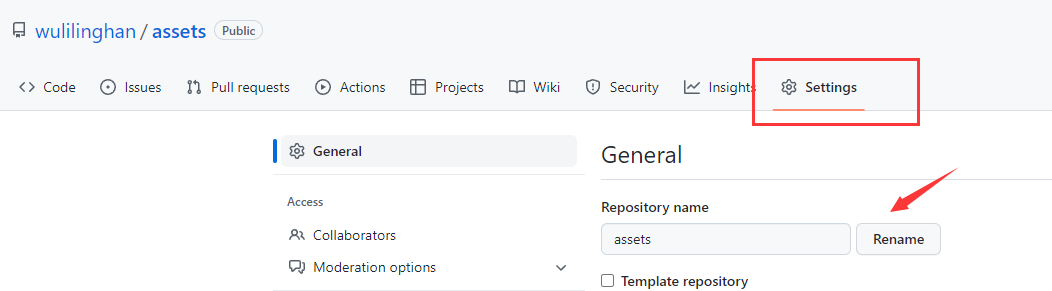 wulilinghan / assets Public
Code Issues Pull requests Actions Projects Wiki Security Insights Settings
General
Access
Collaborators
Moderation options
General
Repository name
assets Rename
Template repository